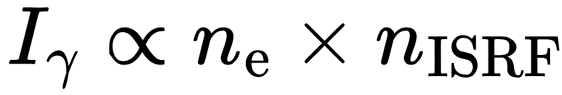 I_γ ∝ n_e × n_ISRF